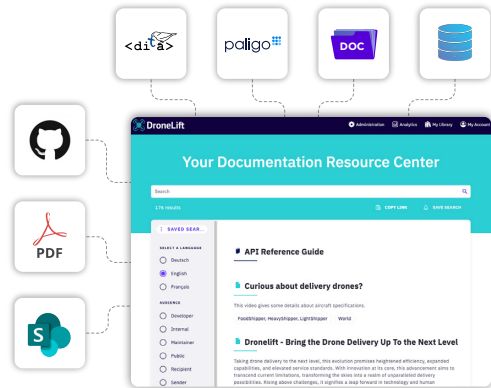 <dita>
paligo
DOC
PDF
S
DroneLift
Administration Analytics My Library My Account
Your Documentation Resource Center
Search
176 results COPY LINK SAVE SEARCH
SAVED SEAR...
SELECT A LANGUAGE
Deutsch
English
Français
AUDIENCE
Developer
Internal
Maintainer
Public
Recipient
Sender
API Reference Guide
Curious about delivery drones?
This video gives some details about aircraft specifications.
FoodShipper, HeavyShipper, LightShipper World
Dronelift - Bring the Drone Delivery Up To the Next Level
Taking drone delivery to the next level, this evolution promises heightened efficiency, expanded
capabilities, and elevated service standards. With innovation at its core, this advancement aims to
transcend current limitations, transforming the skies into a realm of unparalleled delivery
possibilities. Rising above challenges, it signifies a leap forward in technology and human